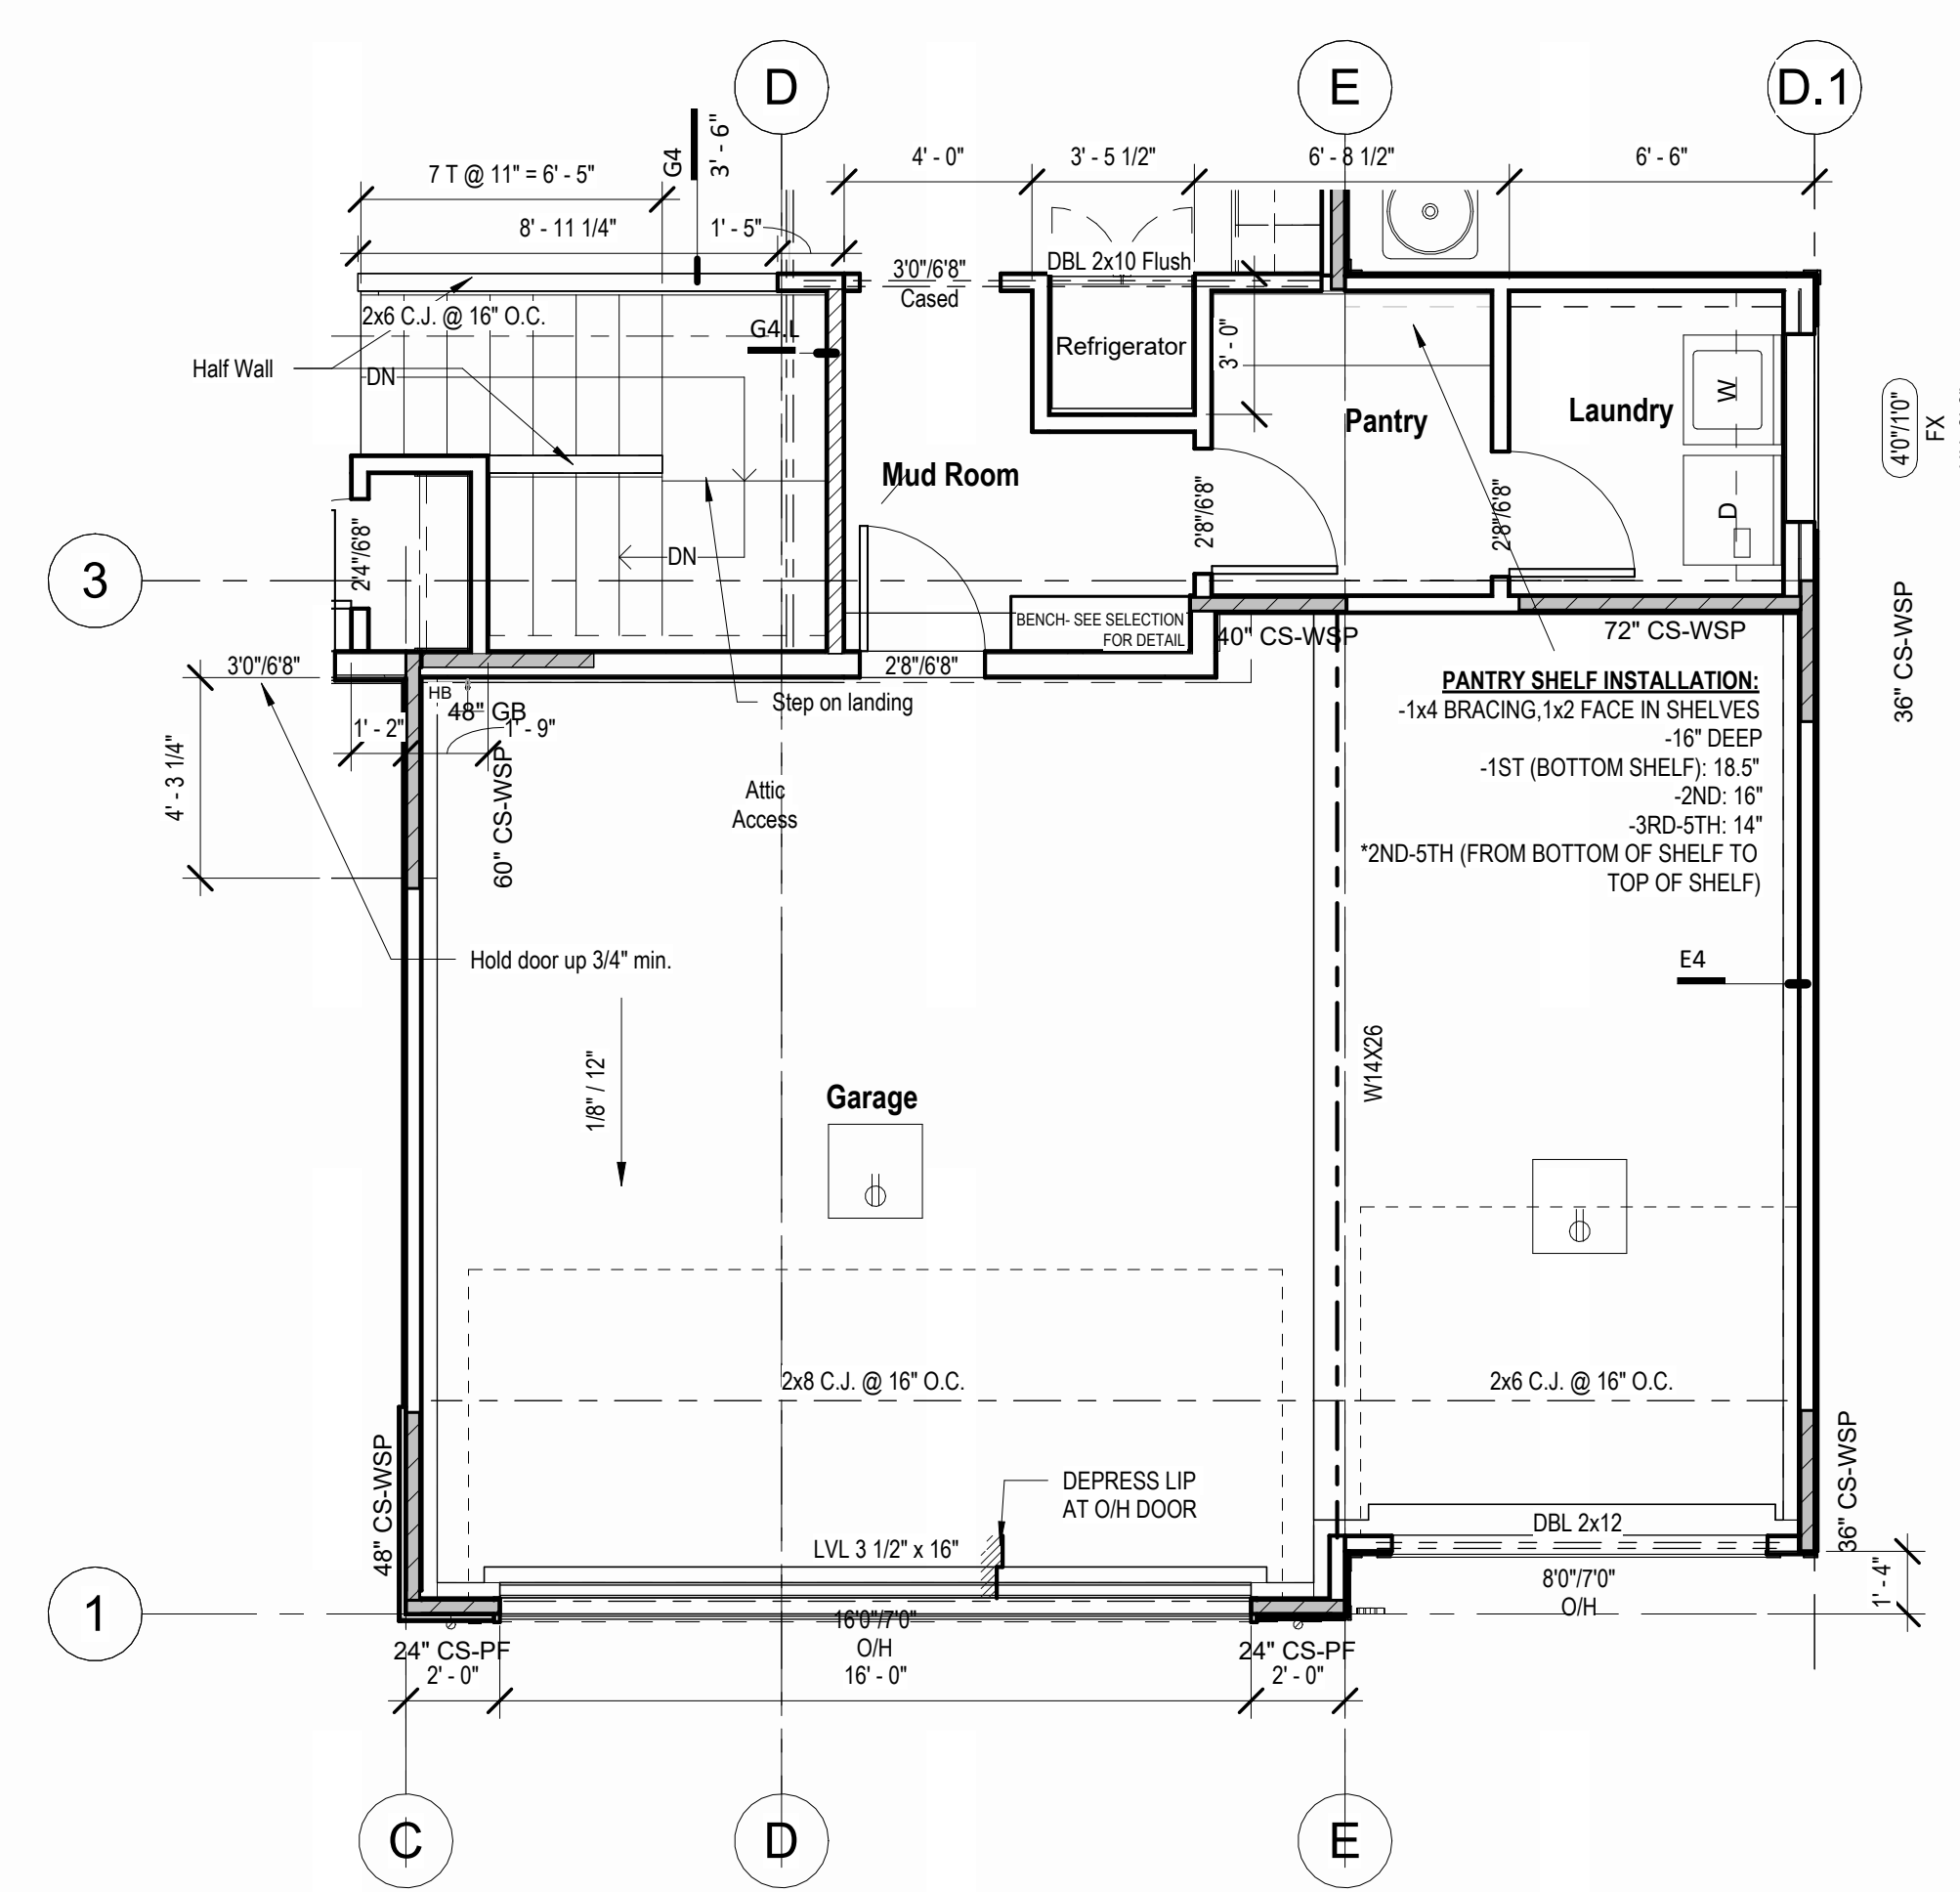 D
E
D.1
7 T @ 11" = 6' - 5"
G4
3' - 6"
4' - 0"
3' - 5 1/2"
6' - 8 1/2"
6' - 6"
8' - 11 1/4"
1' - 5"
3'0"/6'8"
Cased
DBL 2x10 Flush
2x6 C.J. @ 16" O.C.
G4.L
Refrigerator
3' - 0"
Half Wall
DN
Pantry
Laundry
W
4'0"/1'0"
FX
Mud Room
2'8"/6'8"
2'8"/6'8"
D
3
2'4"/6'8"
DN
BENCH- SEE SELECTION
FOR DETAIL
40" CS-WSP
72" CS-WSP
36" CS-WSP
3'0"/6'8"
2'8"/6'8"
HB
48" GB
Step on landing
1' - 2"
1' - 9"
4' - 3 1/4"
60" CS-WSP
PANTRY SHELF INSTALLATION:
-1x4 BRACING,1x2 FACE IN SHELVES
-16" DEEP
-1ST (BOTTOM SHELF): 18.5"
-2ND: 16"
-3RD-5TH: 14"
*2ND-5TH (FROM BOTTOM OF SHELF TO
TOP OF SHELF)
Attic
Access
Hold door up 3/4" min.
E4
1/8" / 12"
W14X26
Garage
2x8 C.J. @ 16" O.C.
2x6 C.J. @ 16" O.C.
48" CS-WSP
DEPRESS LIP
AT O/H DOOR
LVL 3 1/2" x 16"
DBL 2x12
36" CS-WSP
8'0"/7'0"
O/H
1' - 4"
1
16'0"/7'0"
O/H
16' - 0"
24" CS-PF
2' - 0"
24" CS-PF
2' - 0"
C
D
E